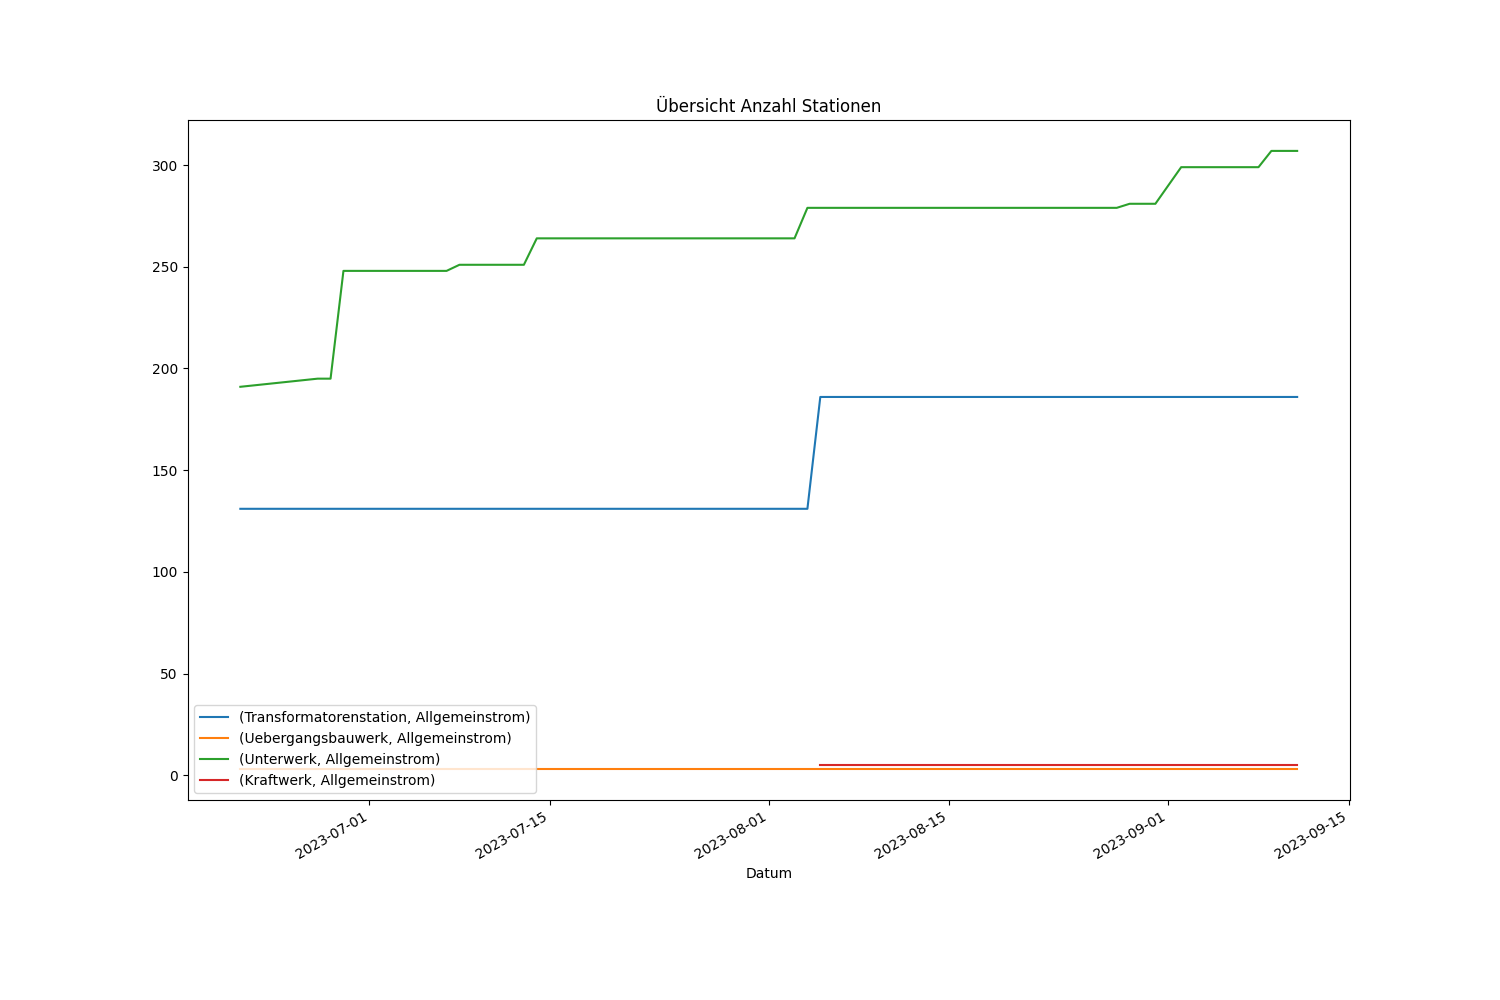 Übersicht Anzahl Stationen
300
250
200
150
100
50
0
(Transformatorenstation, Allgemeinstrom)
(Uebergangsbauwerk, Allgemeinstrom)
(Unterwerk, Allgemeinstrom)
(Kraftwerk, Allgemeinstrom)
2023-07-01
2023-07-15
2023-08-01
2023-08-15
2023-09-01
2023-09-15
Datum